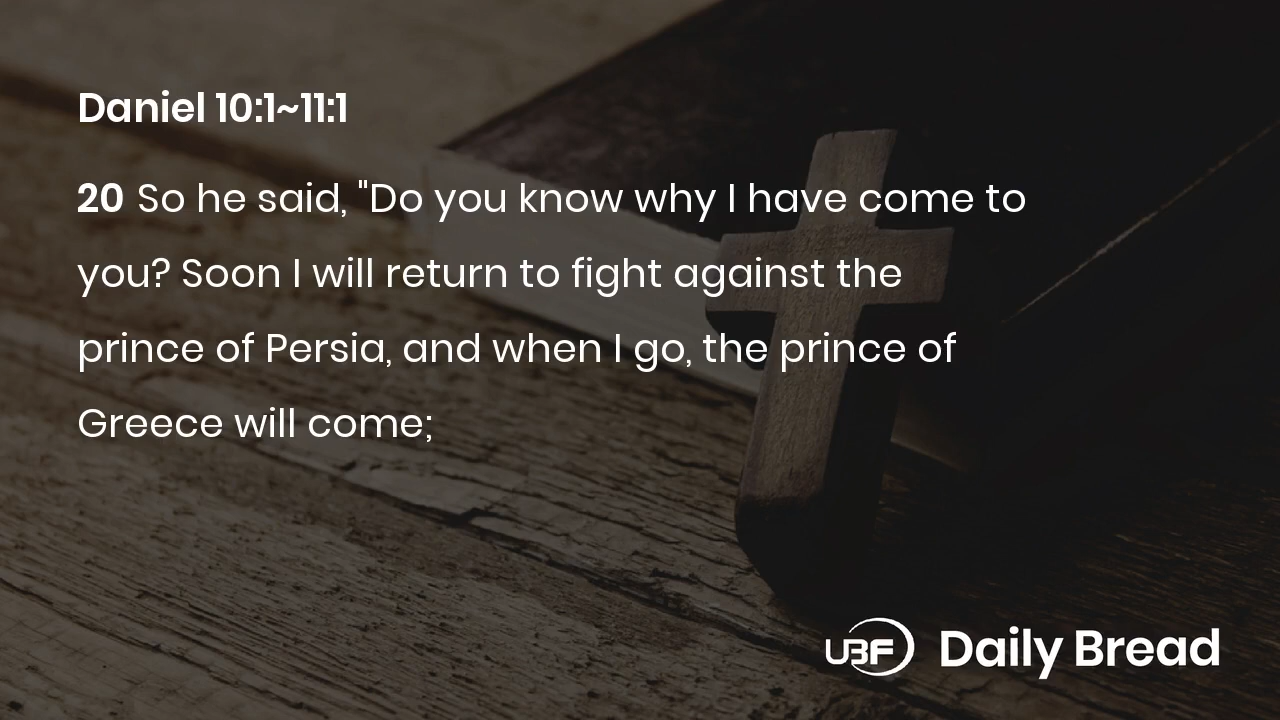 Daniel 10:1~11:1
20 So he said, "Do you know why I have come to
you? Soon I will return to fight against the
prince of Persia, and when I go, the prince of
Greece will come;
UBF Daily Bread